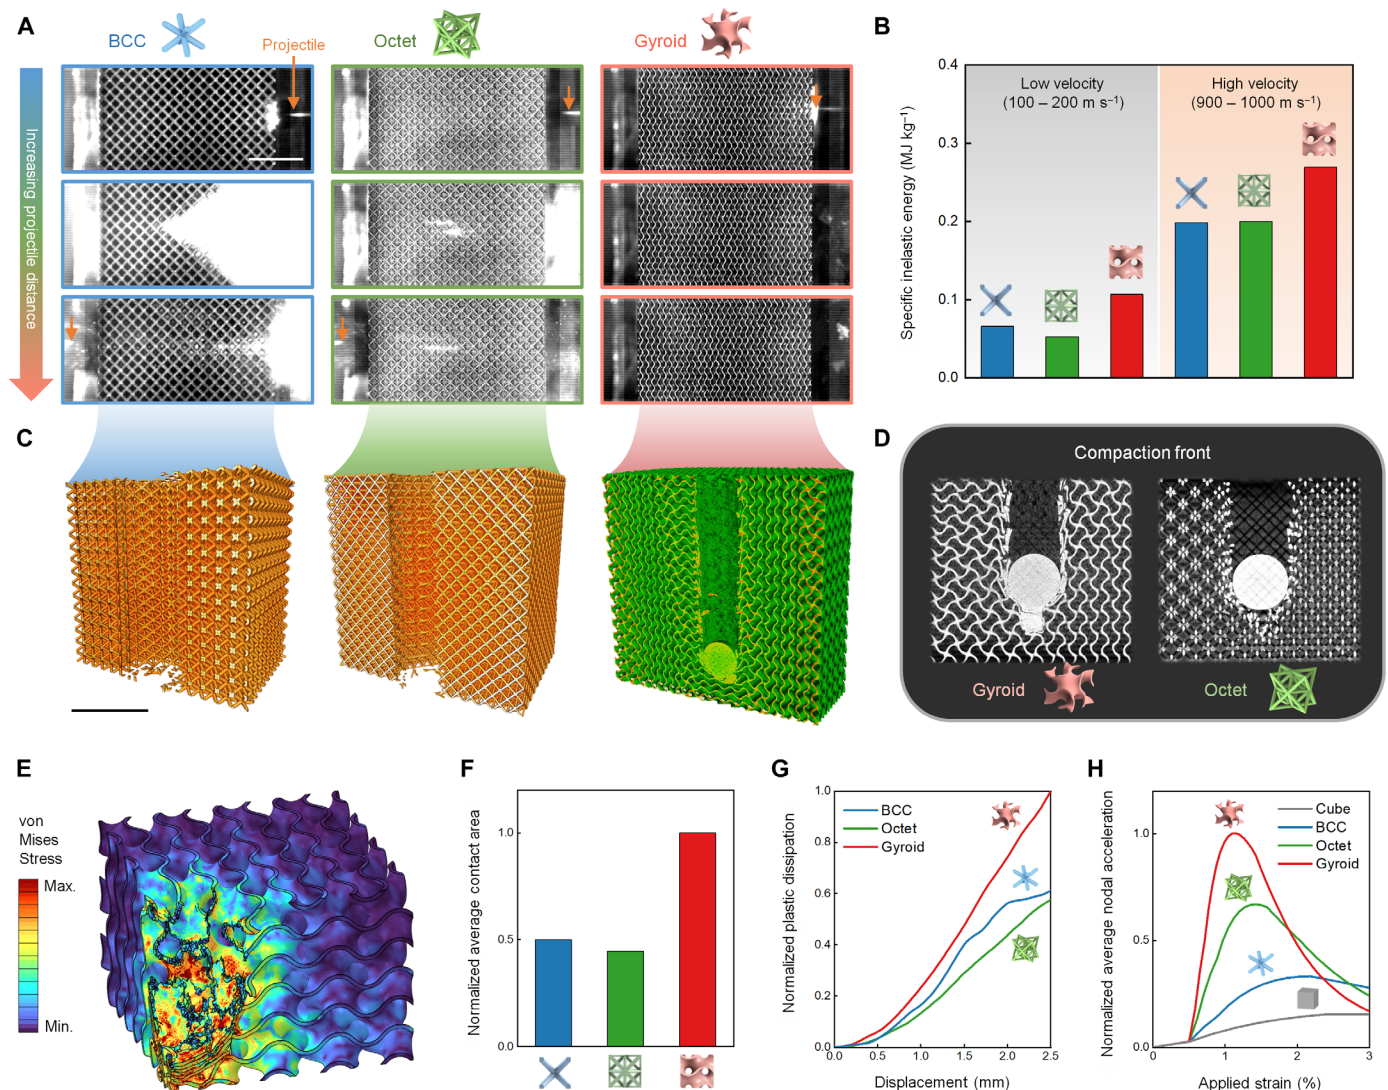 A
BCC
Projectile
Octet
Gyroid
Increasing projectile distance
B
Specific inelastic energy (MJ kg⁻¹)
0.4
0.3
0.2
0.1
0.0
Low velocity
(100 – 200 m s⁻¹)
High velocity
(900 – 1000 m s⁻¹)
C
D
Compaction front
Gyroid
Octet
E
von
Mises
Stress
Max.
Min.
F
Normalized average contact area
1.0
0.5
0.0
G
Normalized plastic dissipation
1.0
0.8
0.6
0.4
0.2
0.0
BCC
Octet
Gyroid
0.0
0.5
1.0
1.5
2.0
2.5
Displacement (mm)
H
Normalized average nodal acceleration
1.0
0.5
0.0
Cube
BCC
Octet
Gyroid
0
1
2
3
Applied strain (%)